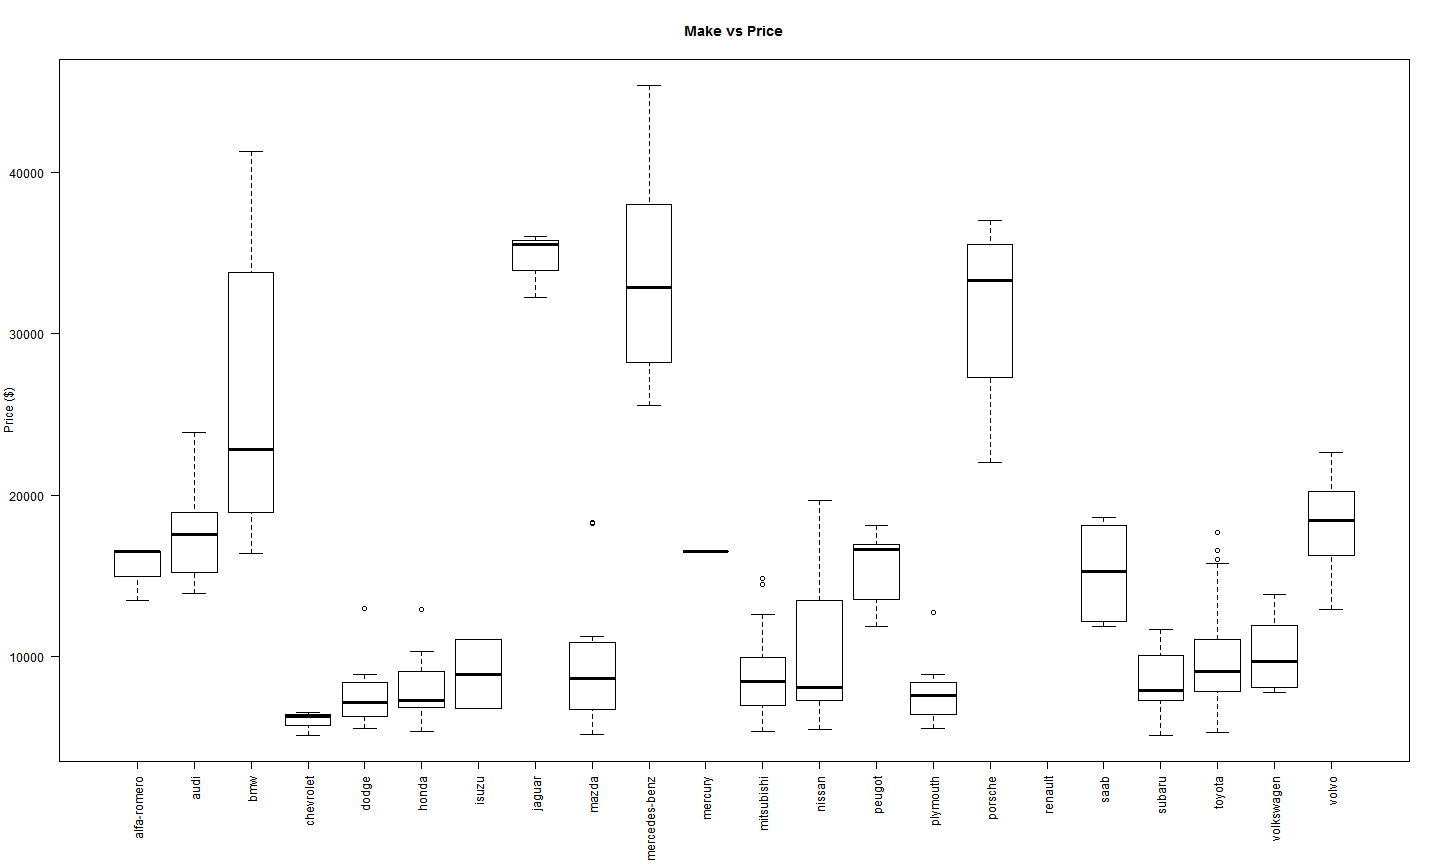 Make vs Price
Price ($)
40000
30000
20000
10000
alfa-romero
audi
bmw
chevrolet
dodge
honda
isuzu
jaguar
mazda
mercedes-benz
mercury
mitsubishi
nissan
peugot
plymouth
porsche
renault
saab
subaru
toyota
volkswagen
volvo